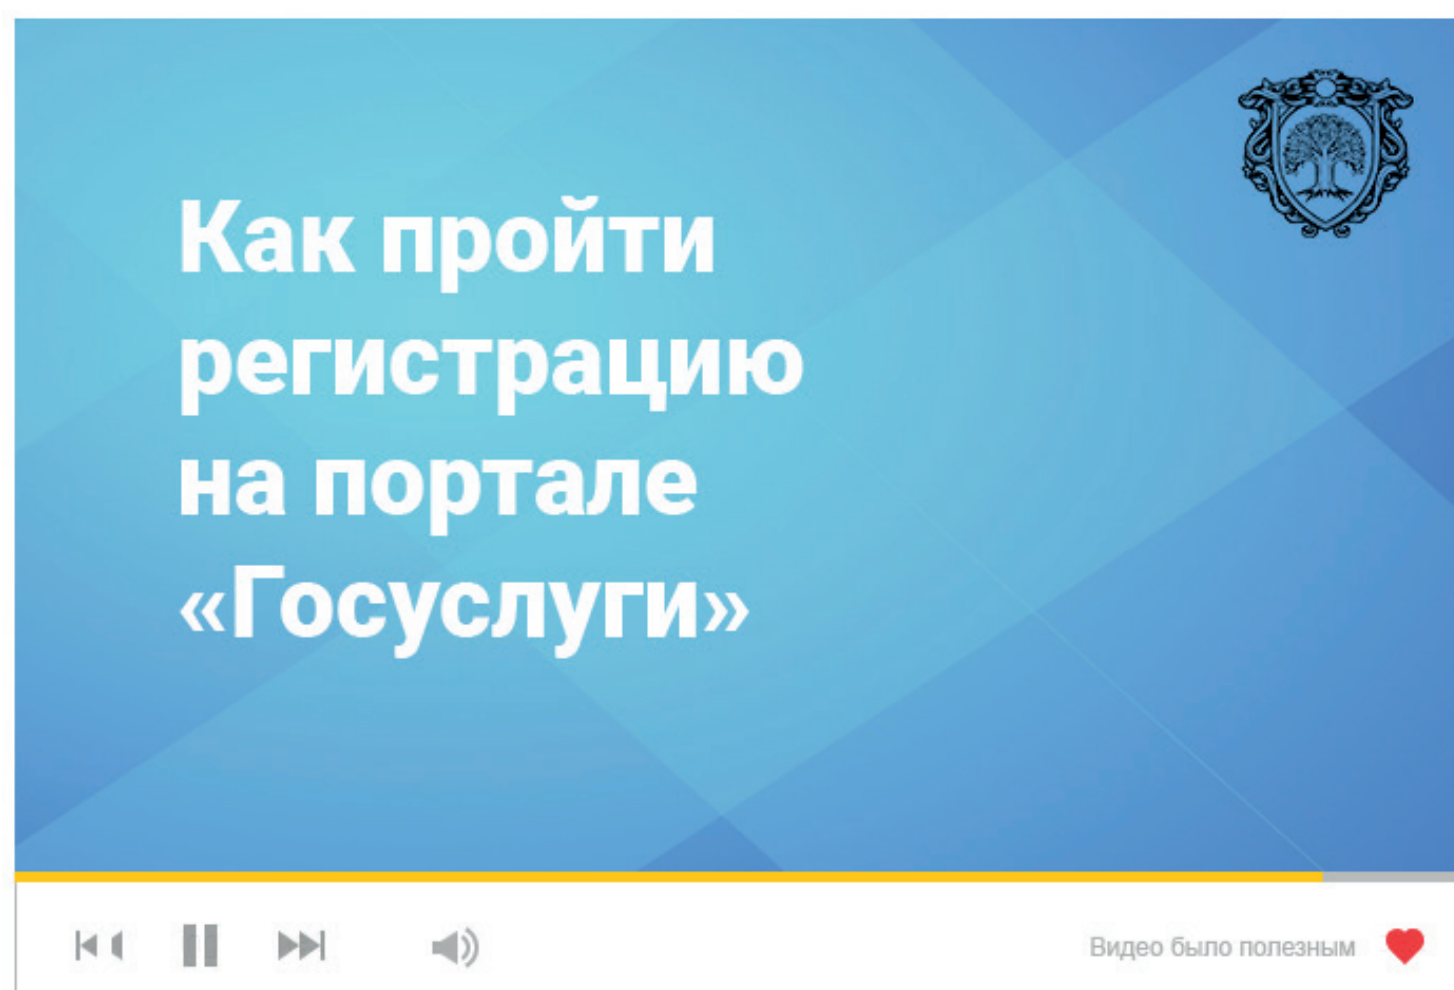 Как пройти
регистрацию
на портале
«Госуслуги»
Видео было полезным